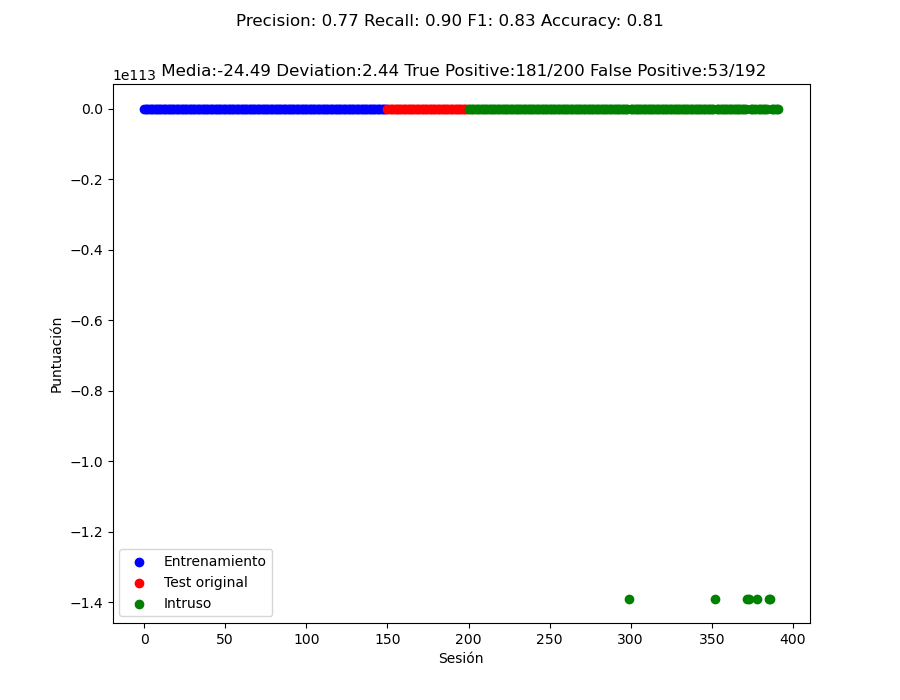 Precision: 0.77 Recall: 0.90 F1: 0.83 Accuracy: 0.81
1e113 Media:-24.49 Deviation:2.44 True Positive:181/200 False Positive:53/192
0.0
−0.2
−0.4
−0.6
−0.8
−1.0
−1.2
−1.4
Puntuación
Entrenamiento
Test original
Intruso
0 50 100 150 200 250 300 350 400
Sesión